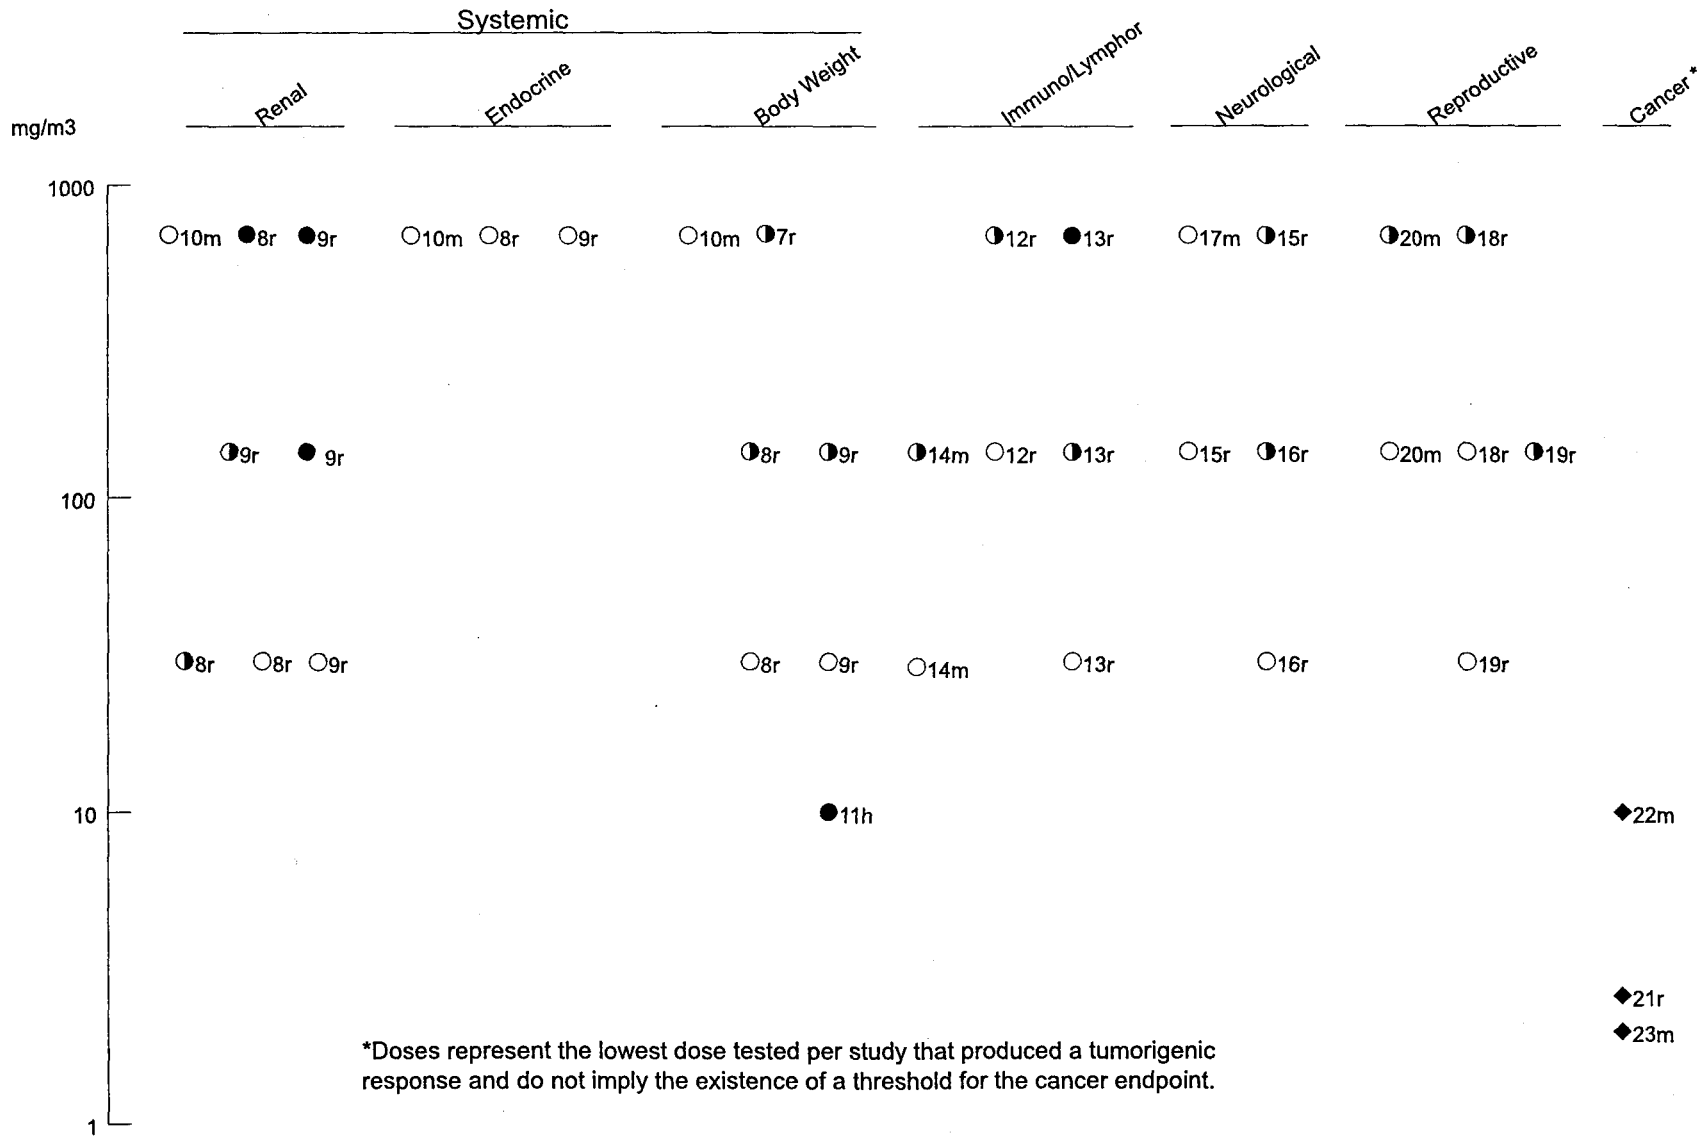 Systemic
Renal
Endocrine
Body Weight
Immuno/Lymphor
Neurological
Reproductive
Cancer *
mg/m3
1000
10m 8r 9r 10m 8r 9r 10m 7r 12r 13r 17m 15r 20m 18r
9r 9r 8r 9r 14m 12r 13r 15r 16r 20m 18r 19r
100
8r 8r 9r 8r 9r 14m 13r 16r 19r
10 11h 22m
21r
23m
*Doses represent the lowest dose tested per study that produced a tumorigenic
response and do not imply the existence of a threshold for the cancer endpoint.
1